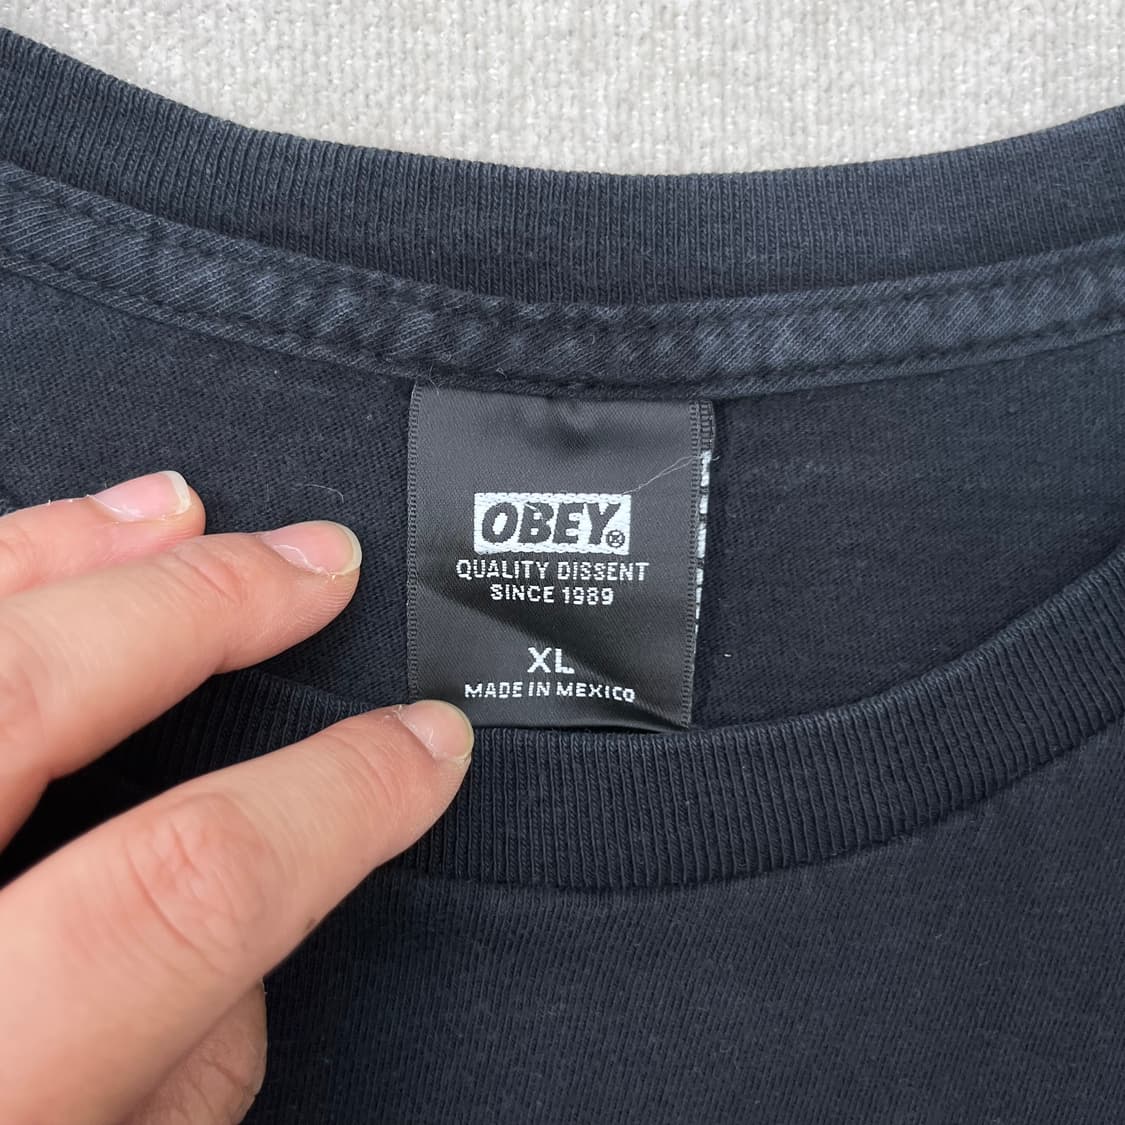 OBEY®
QUALITY DISSENT
SINCE 1989
XL
MADE IN MEXICO